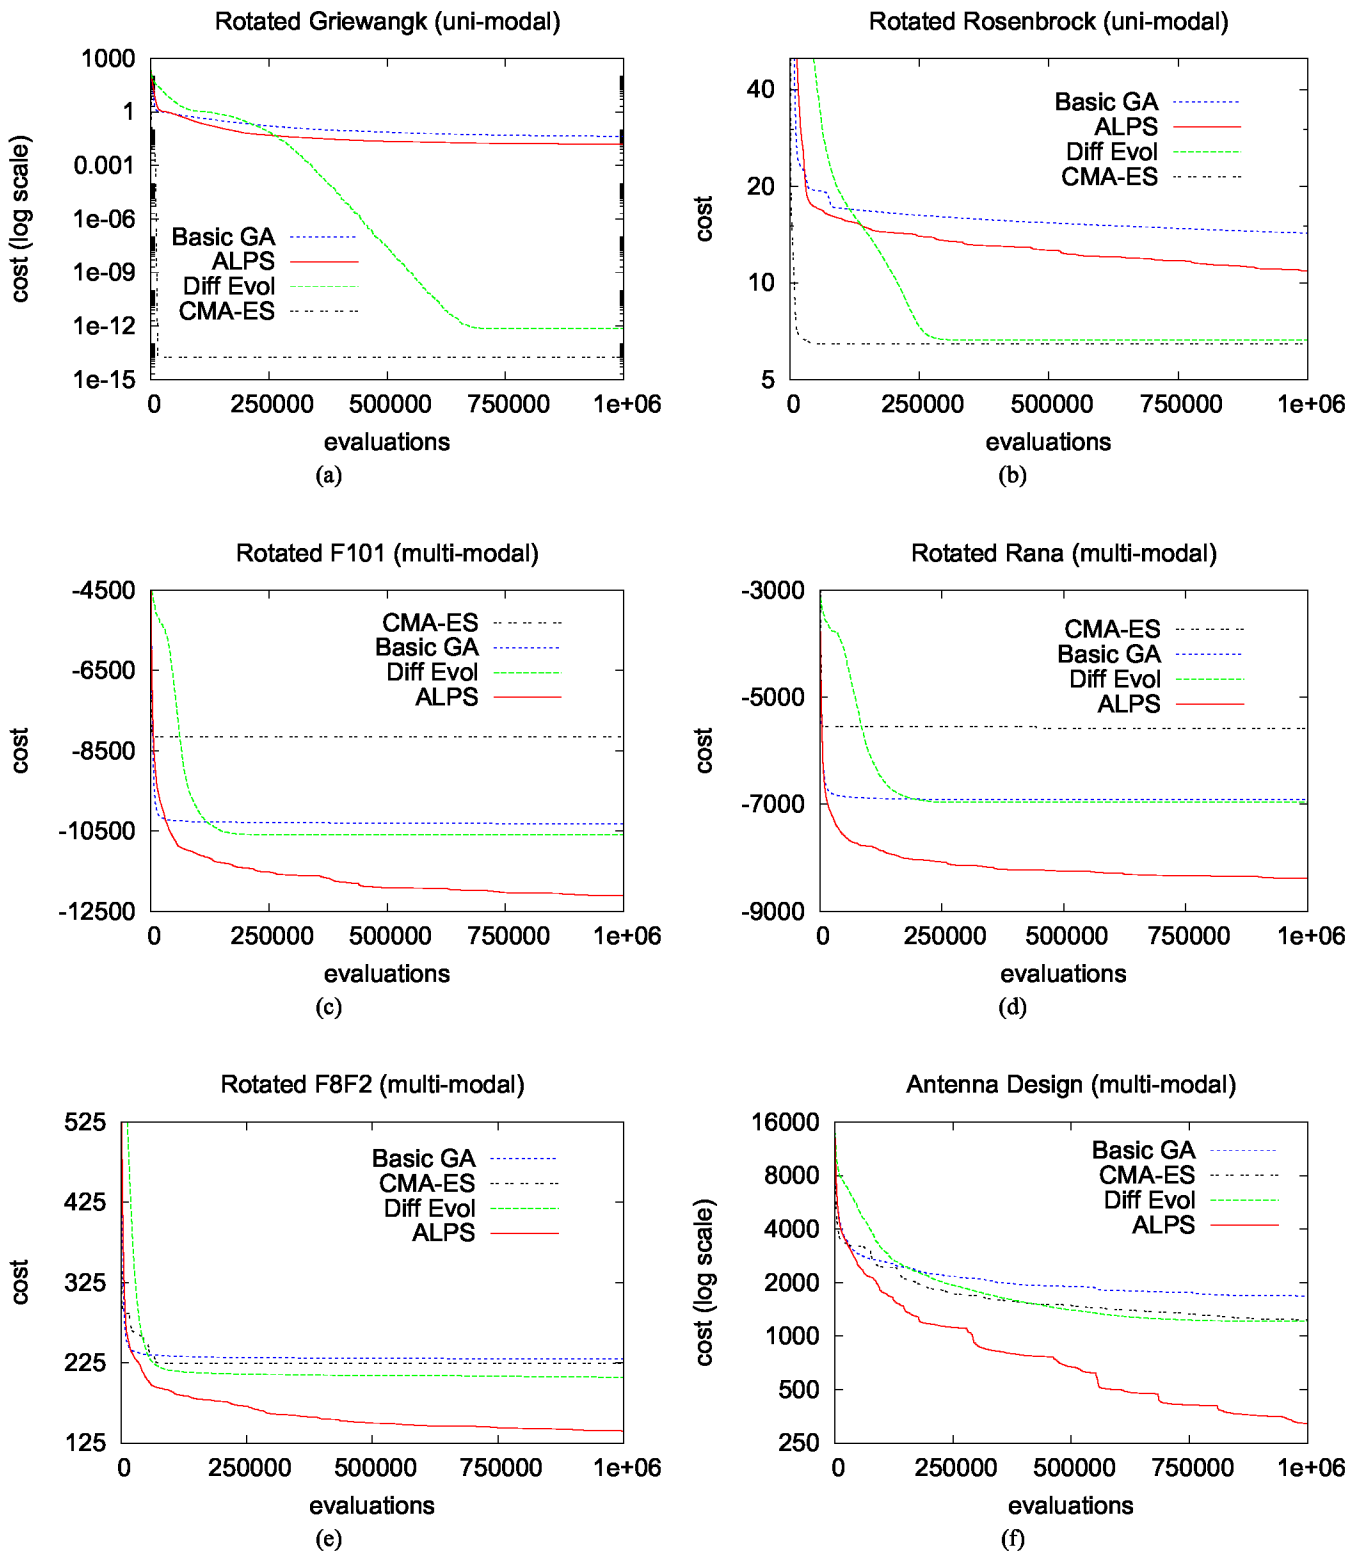 Rotated Griewangk (uni-modal)
1000
1
0.001
1e-06
1e-09
1e-12
1e-15
cost (log scale)
Basic GA
ALPS
Diff Evol
CMA-ES
0
250000
500000
750000
1e+06
evaluations
(a)
Rotated Rosenbrock (uni-modal)
40
20
10
5
cost
Basic GA
ALPS
Diff Evol
CMA-ES
0
250000
500000
750000
1e+06
evaluations
(b)
Rotated F101 (multi-modal)
-4500
-6500
-8500
-10500
-12500
cost
CMA-ES
Basic GA
Diff Evol
ALPS
0
250000
500000
750000
1e+06
evaluations
(c)
Rotated Rana (multi-modal)
-3000
-5000
-7000
-9000
cost
CMA-ES
Basic GA
Diff Evol
ALPS
0
250000
500000
750000
1e+06
evaluations
(d)
Rotated F8F2 (multi-modal)
525
425
325
225
125
cost
Basic GA
CMA-ES
Diff Evol
ALPS
0
250000
500000
750000
1e+06
evaluations
(e)
Antenna Design (multi-modal)
16000
8000
4000
2000
1000
500
250
cost (log scale)
Basic GA
CMA-ES
Diff Evol
ALPS
0
250000
500000
750000
1e+06
evaluations
(f)